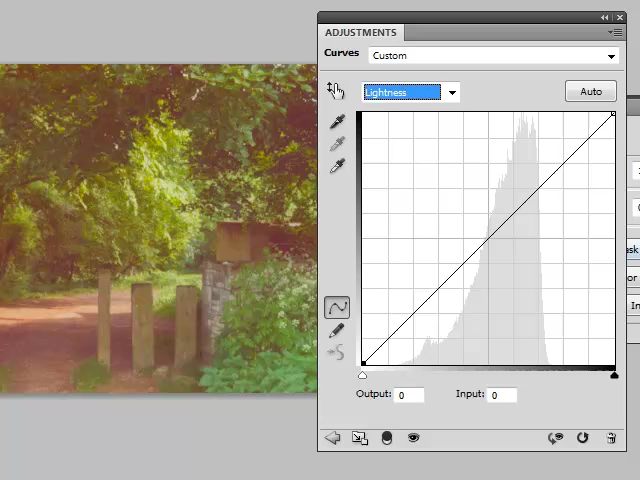 ADJUSTMENTS
Curves
Custom
Lightness
Auto
Output: 0
Input: 0